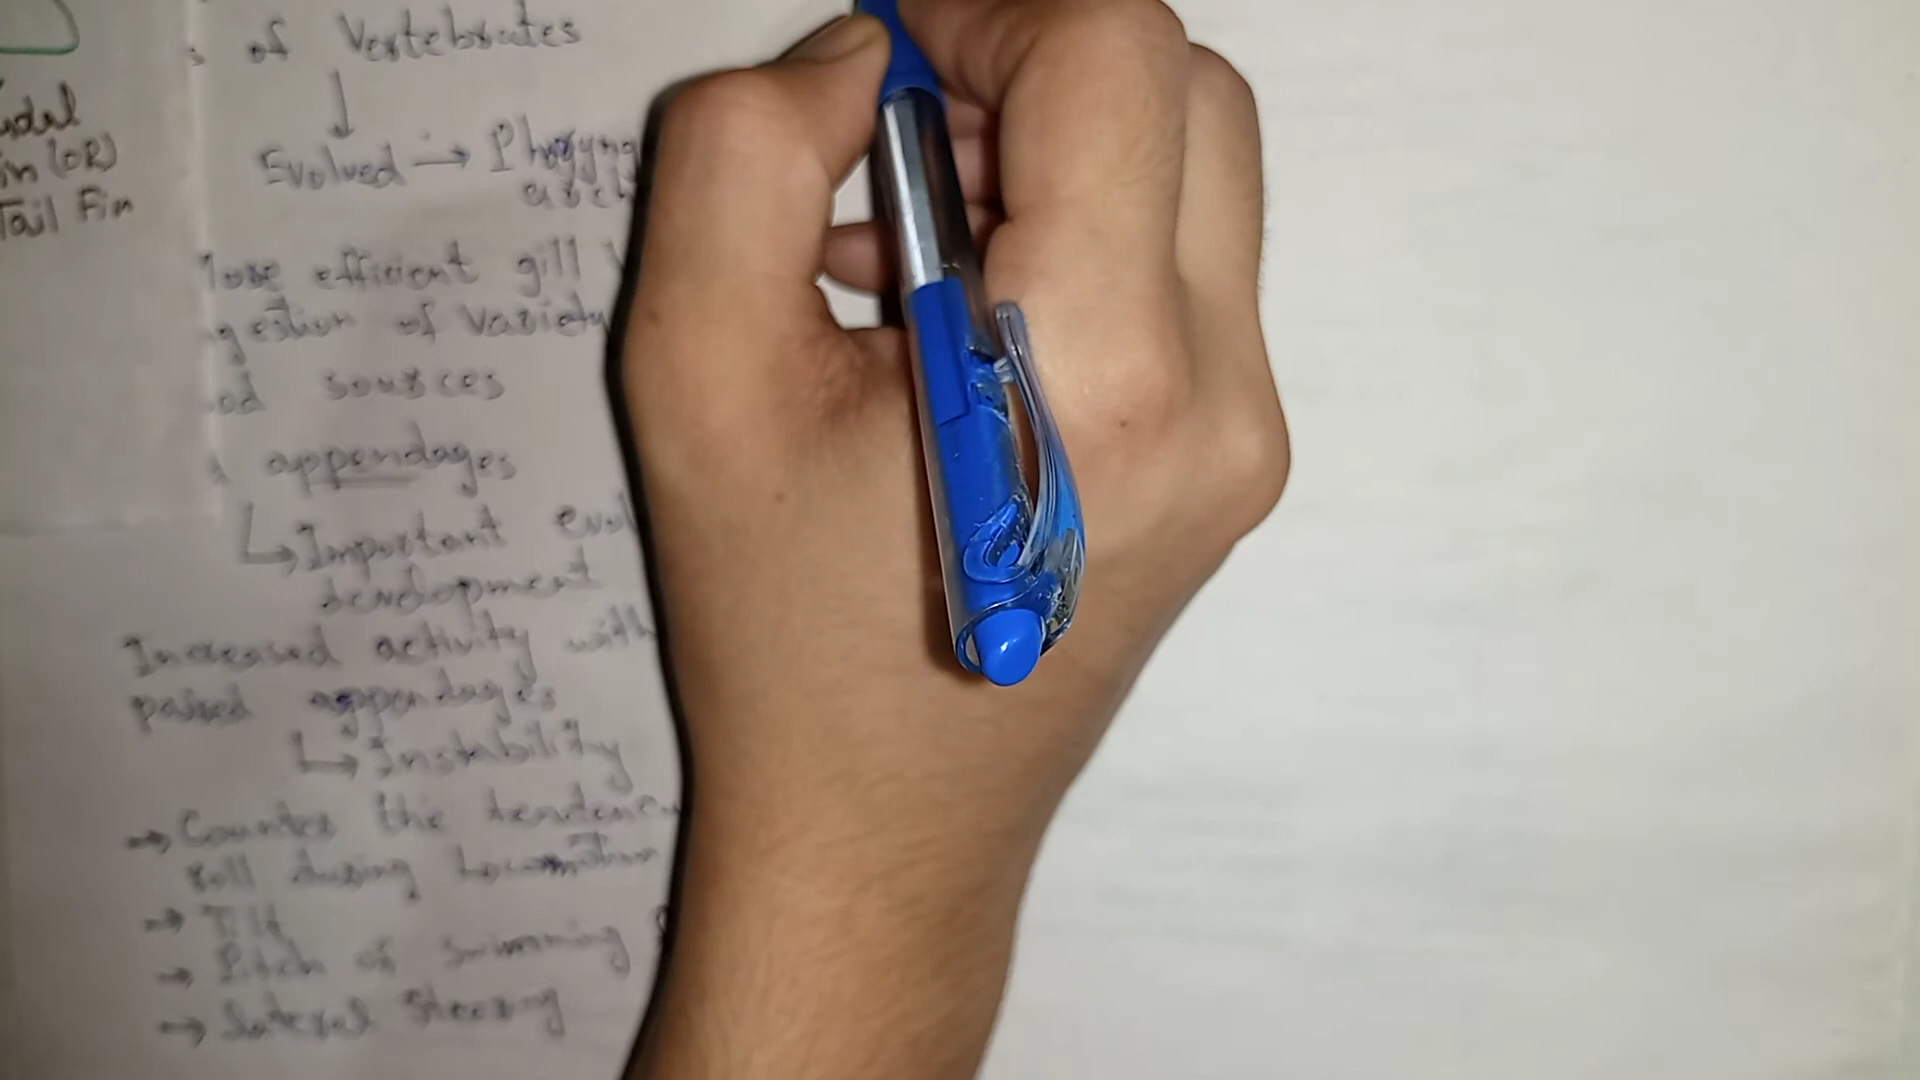 udal
in (OR)
Tail Fin
s of Vertebrates
Evolved → Pharyng
arch
More efficient gill
gestion of variety
od sources
appendages
↳ Important evol
development
Increased activity with
paired appendages
↳ Instability
→ Counter the tendency
roll during Locomotion
→ Tilt
→ Pitch of swimming
→ Lateral steering